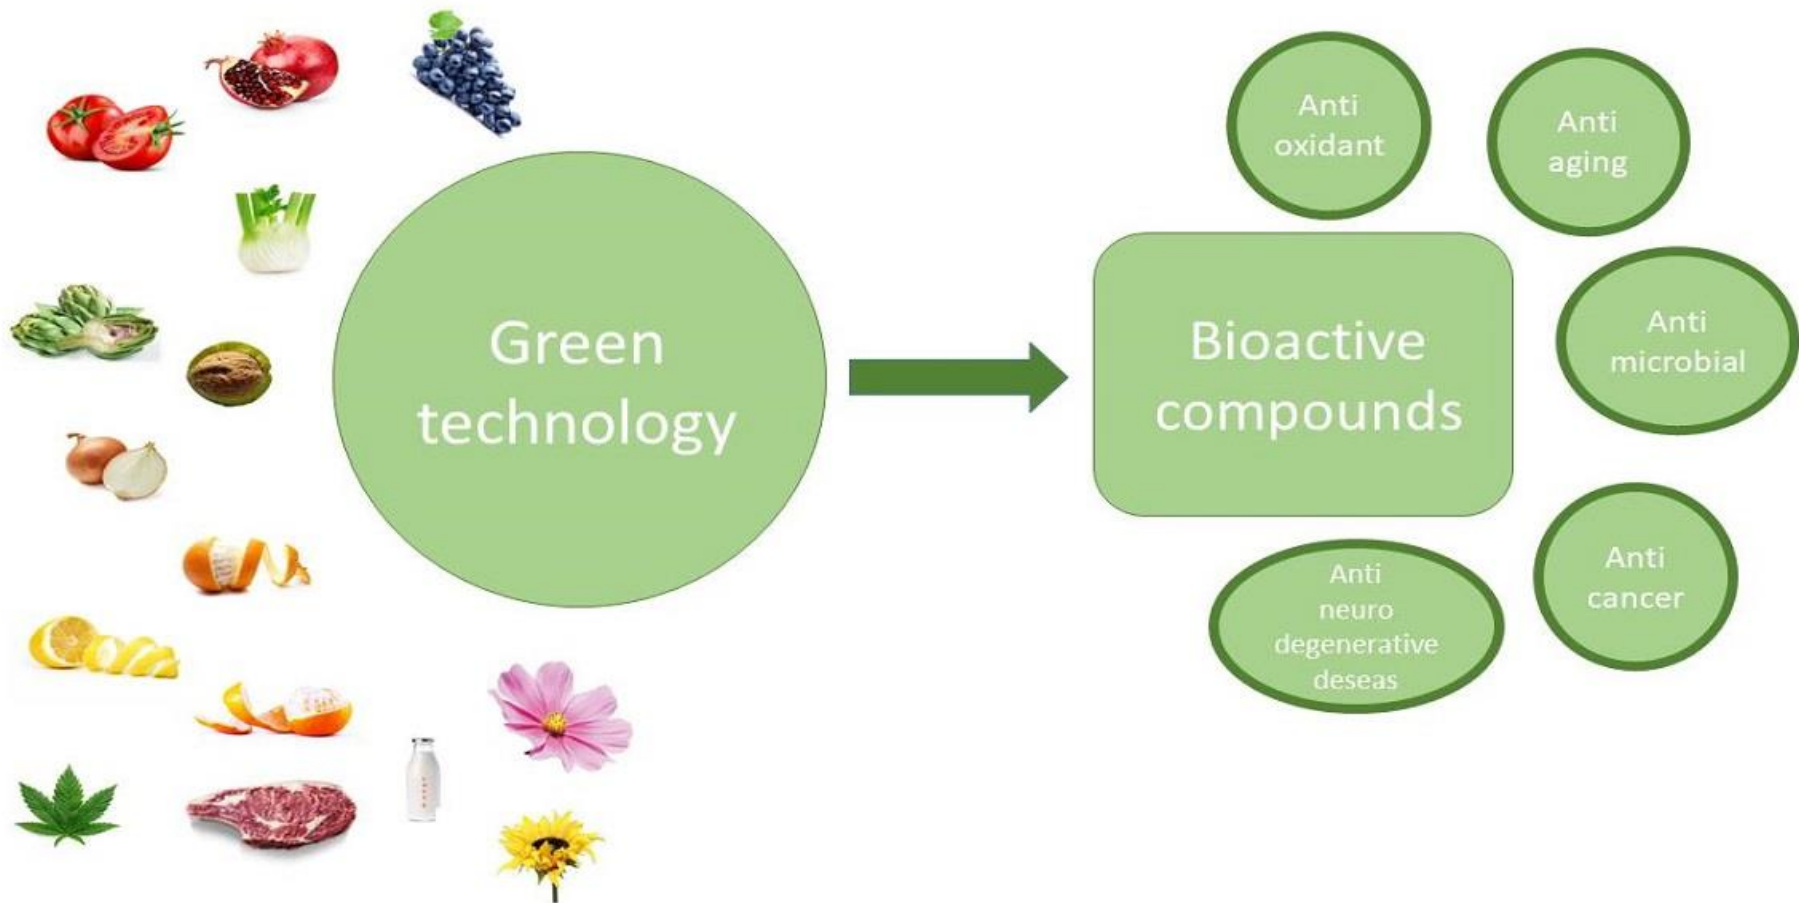 Green
technology
Bioactive
compounds
Anti
oxidant
Anti
aging
Anti
microbial
Anti
cancer
Anti
neuro
degenerative
deseas